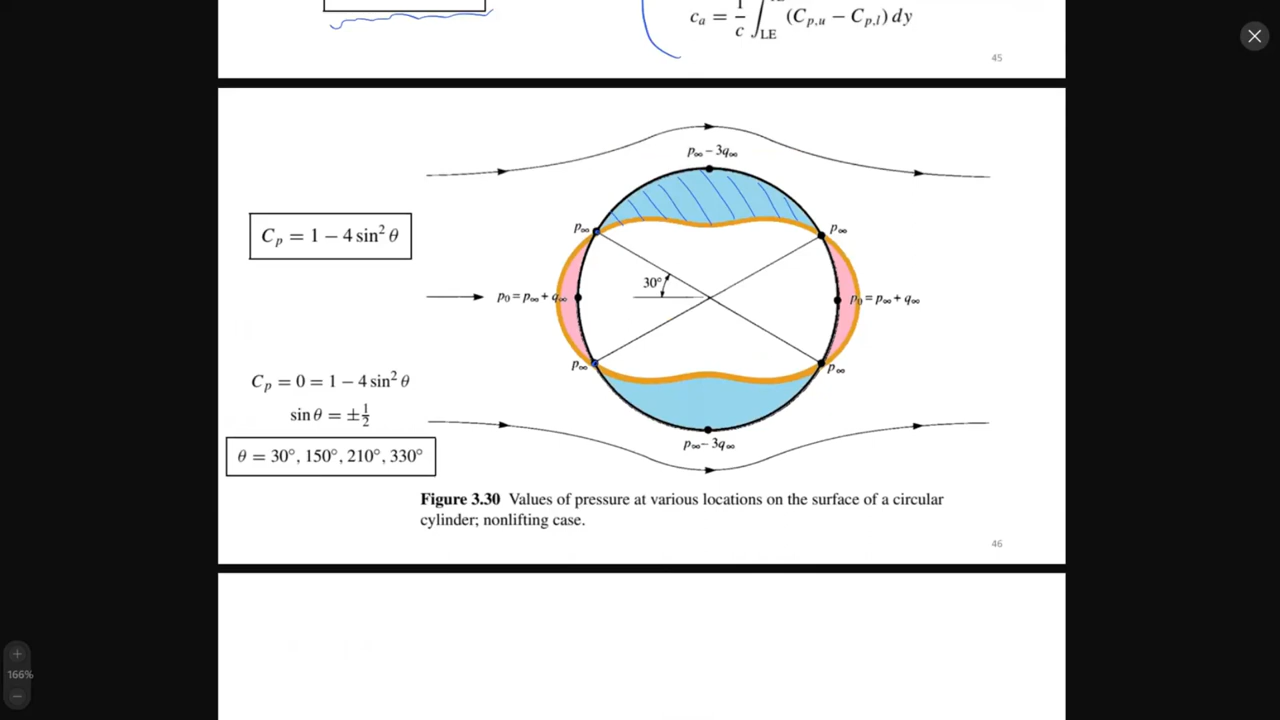 c_a = 1/c ∫_LE (C_{p,u} − C_{p,l}) dy
45
p∞ − 3q∞
C_p = 1 − 4 sin² θ
p∞
p∞
30°
p₀ = p∞ + q∞
p₀ = p∞ + q∞
p∞
p∞
C_p = 0 = 1 − 4 sin² θ
sin θ = ±1/2
p∞ − 3q∞
θ = 30°, 150°, 210°, 330°
Figure 3.30 Values of pressure at various locations on the surface of a circular
cylinder; nonlifting case.
46
166%